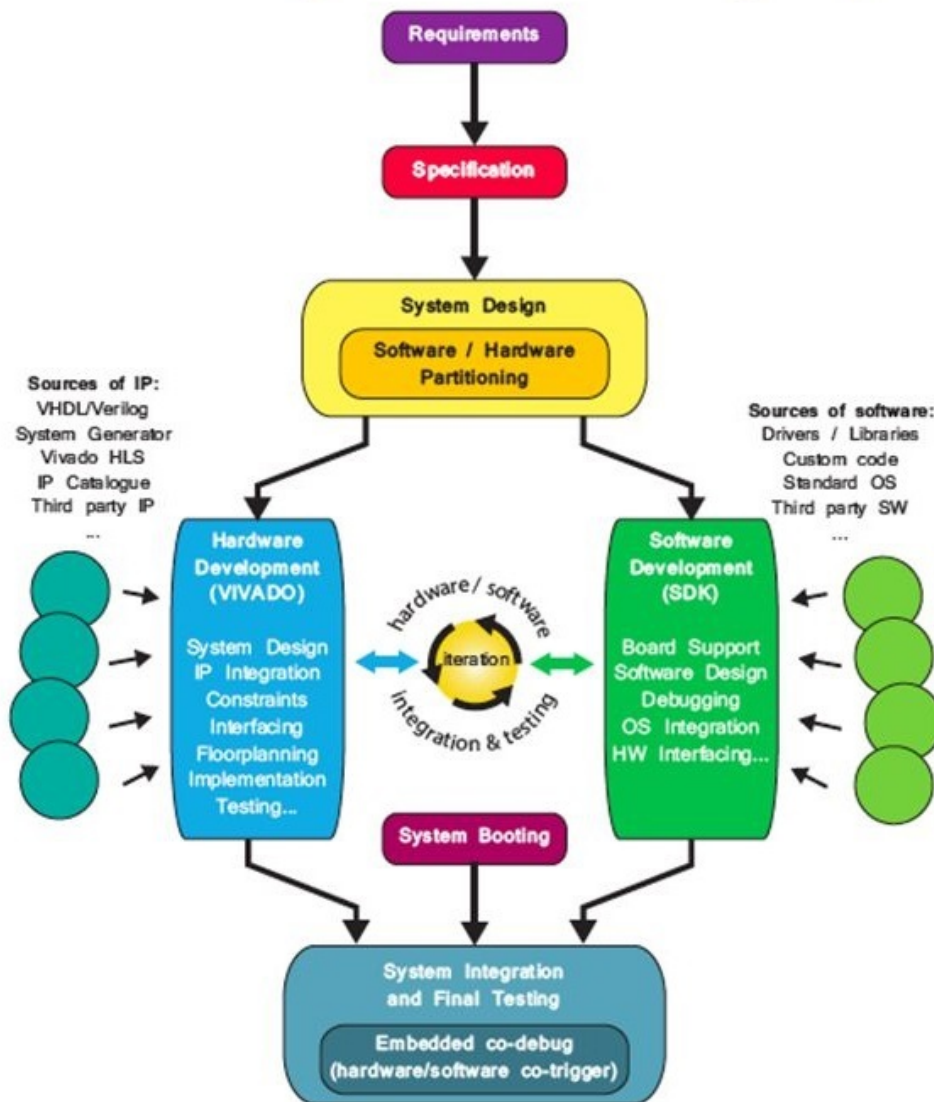 Requirements
Specification
System Design
Software / Hardware
Partitioning
Sources of IP:
VHDL/Verilog
System Generator
Vivado HLS
IP Catalogue
Third party IP
...
Sources of software:
Drivers / Libraries
Custom code
Standard OS
Third party SW
...
Hardware
Development
(VIVADO)
System Design
IP Integration
Constraints
Interfacing
Floorplanning
Implementation
Testing...
hardware / software
iteration
integration & testing
Software
Development
(SDK)
Board Support
Software Design
Debugging
OS Integration
HW Interfacing...
System Booting
System Integration
and Final Testing
Embedded co-debug
(hardware/software co-trigger)